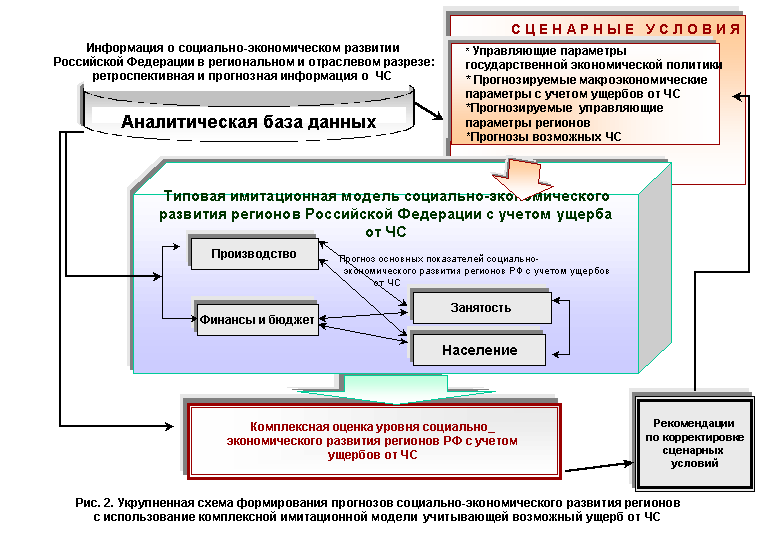 СЦЕНАРНЫЕ УСЛОВИЯ
* Управляющие параметры
государственной экономической политики
* Прогнозируемые макроэкономические
параметры с учетом ущербов от ЧС
*Прогнозируемые управляющие
параметры регионов
*Прогнозы возможных ЧС
Информация о социально-экономическом развитии
Российской Федерации в региональном и отраслевом разрезе:
ретроспективная и прогнозная информация о ЧС
Аналитическая база данных
Типовая имитационная модель социально-экономического
развития регионов Российской Федерации с учетом ущерба
от ЧС
Производство
Прогноз основных показателей социально-
экономического развития регионов РФ с учетом ущербов
от ЧС
Финансы и бюджет
Занятость
Население
Комплексная оценка уровня социально_
экономического развития регионов РФ с учетом
ущербов от ЧС
Рекомендации
по корректировке
сценарных
условий
Рис. 2. Укрупненная схема формирования прогнозов социально-экономического развития регионов
с использование комплексной имитационной модели учитывающей возможный ущерб от ЧС